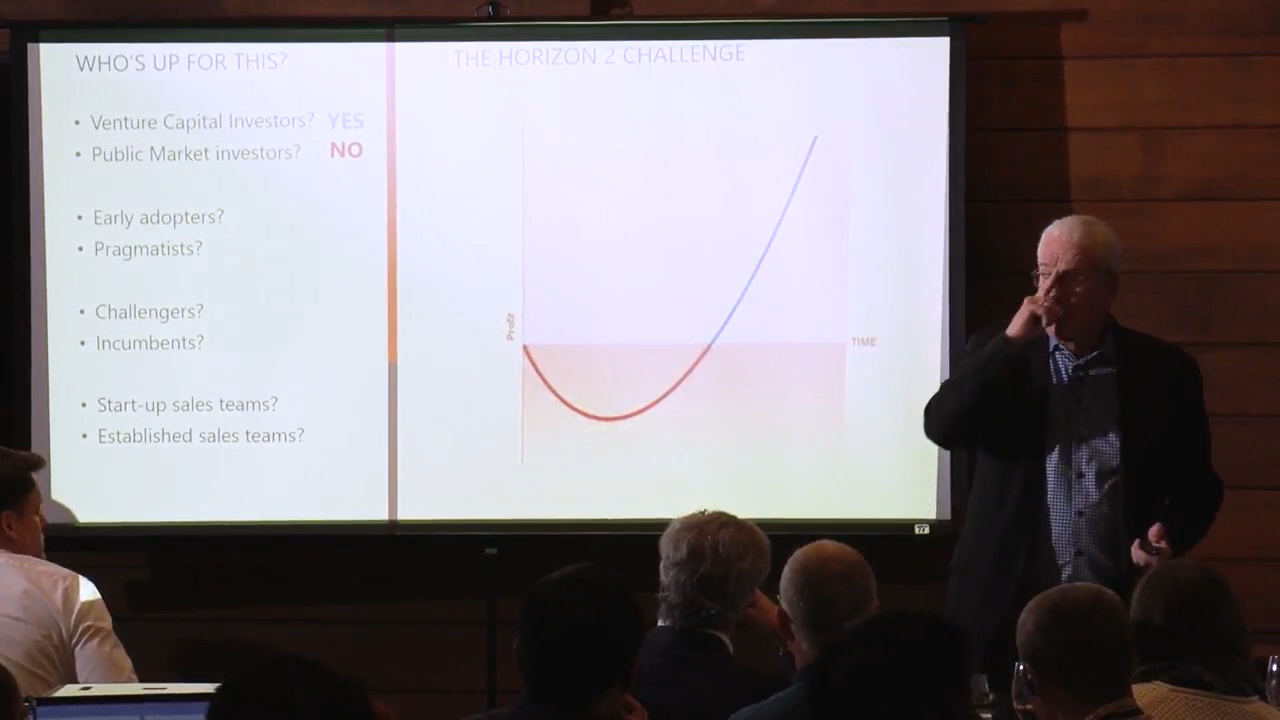 WHO'S UP FOR THIS?
• Venture Capital Investors? YES
• Public Market investors? NO
• Early adopters?
• Pragmatists?
• Challengers?
• Incumbents?
• Start-up sales teams?
• Established sales teams?
THE HORIZON 2 CHALLENGE
Profit
TIME